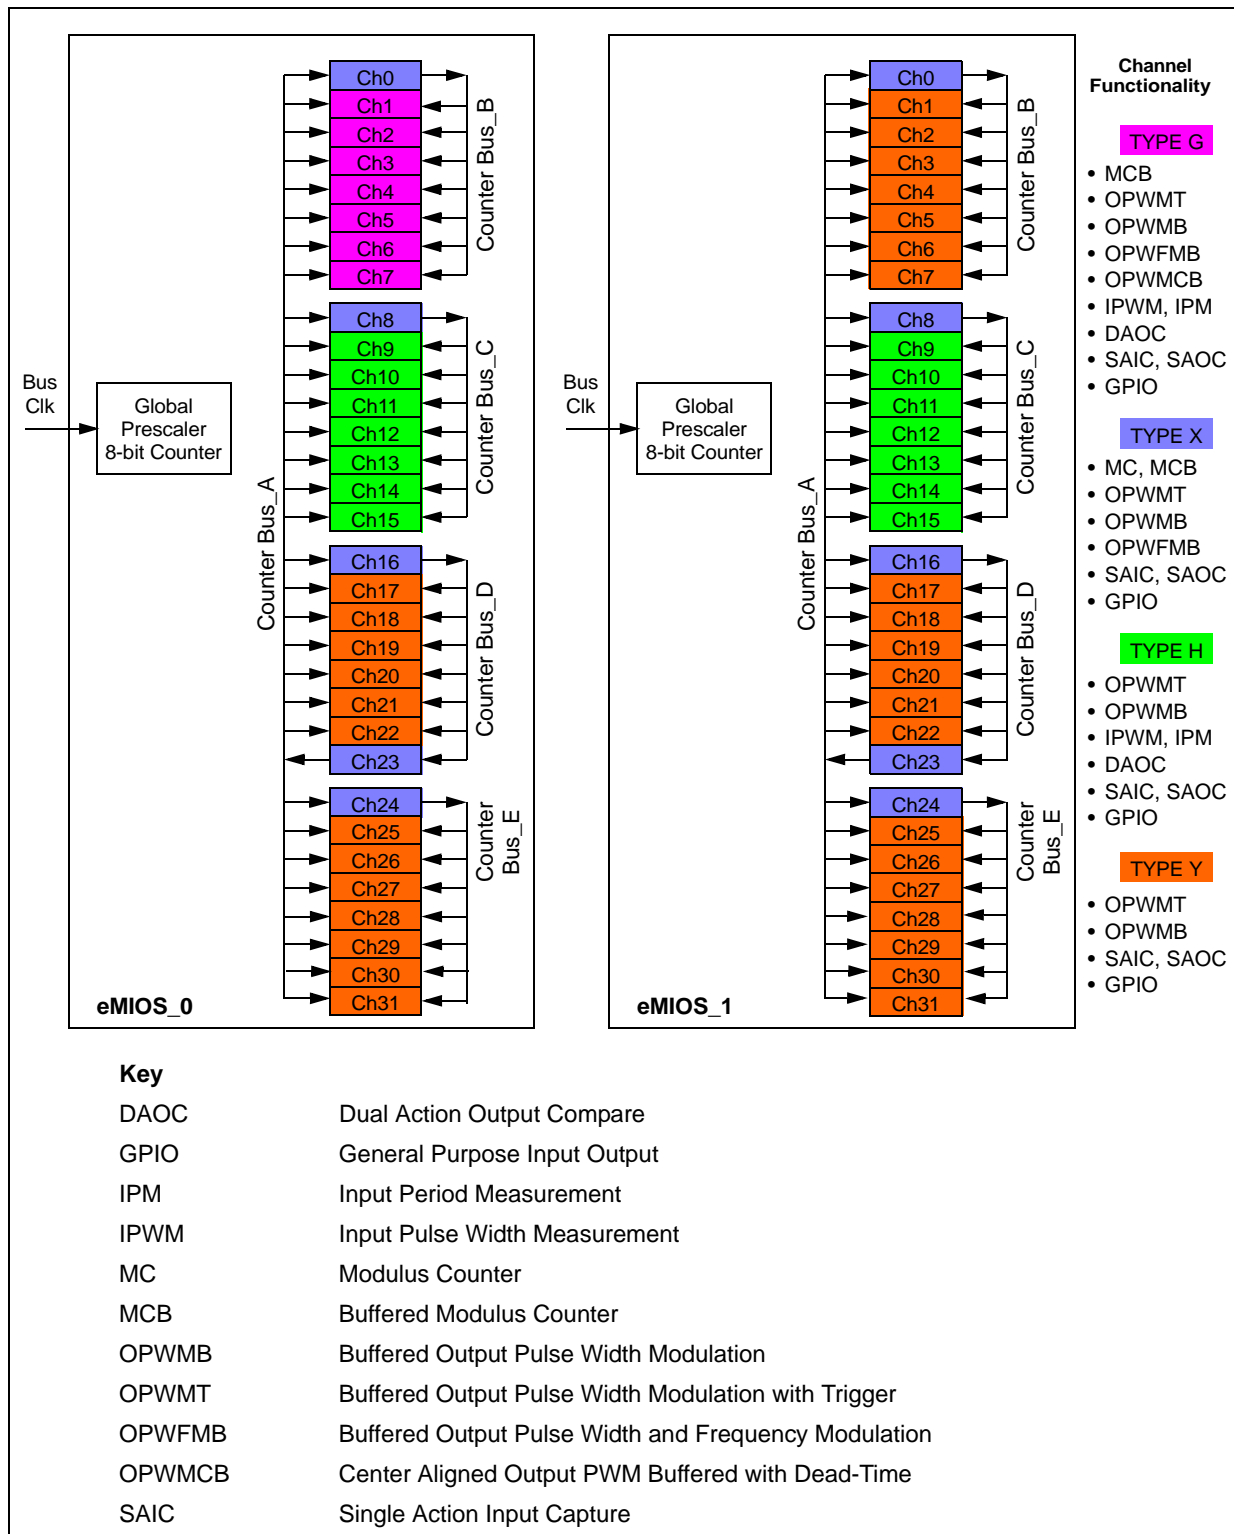 eMIOS_0
Bus
Clk
Global
Prescaler
8-bit Counter
Counter Bus_A
Ch0
Ch1
Ch2
Ch3
Ch4
Ch5
Ch6
Ch7
Counter Bus_B
Ch8
Ch9
Ch10
Ch11
Ch12
Ch13
Ch14
Ch15
Counter Bus_C
Ch16
Ch17
Ch18
Ch19
Ch20
Ch21
Ch22
Ch23
Counter Bus_D
Ch24
Ch25
Ch26
Ch27
Ch28
Ch29
Ch30
Ch31
Counter
Bus_E
eMIOS_1
Bus
Clk
Global
Prescaler
8-bit Counter
Counter Bus_A
Ch0
Ch1
Ch2
Ch3
Ch4
Ch5
Ch6
Ch7
Counter Bus_B
Ch8
Ch9
Ch10
Ch11
Ch12
Ch13
Ch14
Ch15
Counter Bus_C
Ch16
Ch17
Ch18
Ch19
Ch20
Ch21
Ch22
Ch23
Counter Bus_D
Ch24
Ch25
Ch26
Ch27
Ch28
Ch29
Ch30
Ch31
Counter
Bus_E
Channel
Functionality
TYPE G
• MCB
• OPWMT
• OPWMB
• OPWFMB
• OPWMCB
• IPWM, IPM
• DAOC
• SAIC, SAOC
• GPIO
TYPE X
• MC, MCB
• OPWMT
• OPWMB
• OPWFMB
• SAIC, SAOC
• GPIO
TYPE H
• OPWMT
• OPWMB
• IPWM, IPM
• DAOC
• SAIC, SAOC
• GPIO
TYPE Y
• OPWMT
• OPWMB
• SAIC, SAOC
• GPIO
Key
DAOC Dual Action Output Compare
GPIO General Purpose Input Output
IPM Input Period Measurement
IPWM Input Pulse Width Measurement
MC Modulus Counter
MCB Buffered Modulus Counter
OPWMB Buffered Output Pulse Width Modulation
OPWMT Buffered Output Pulse Width Modulation with Trigger
OPWFMB Buffered Output Pulse Width and Frequency Modulation
OPWMCB Center Aligned Output PWM Buffered with Dead-Time
SAIC Single Action Input Capture